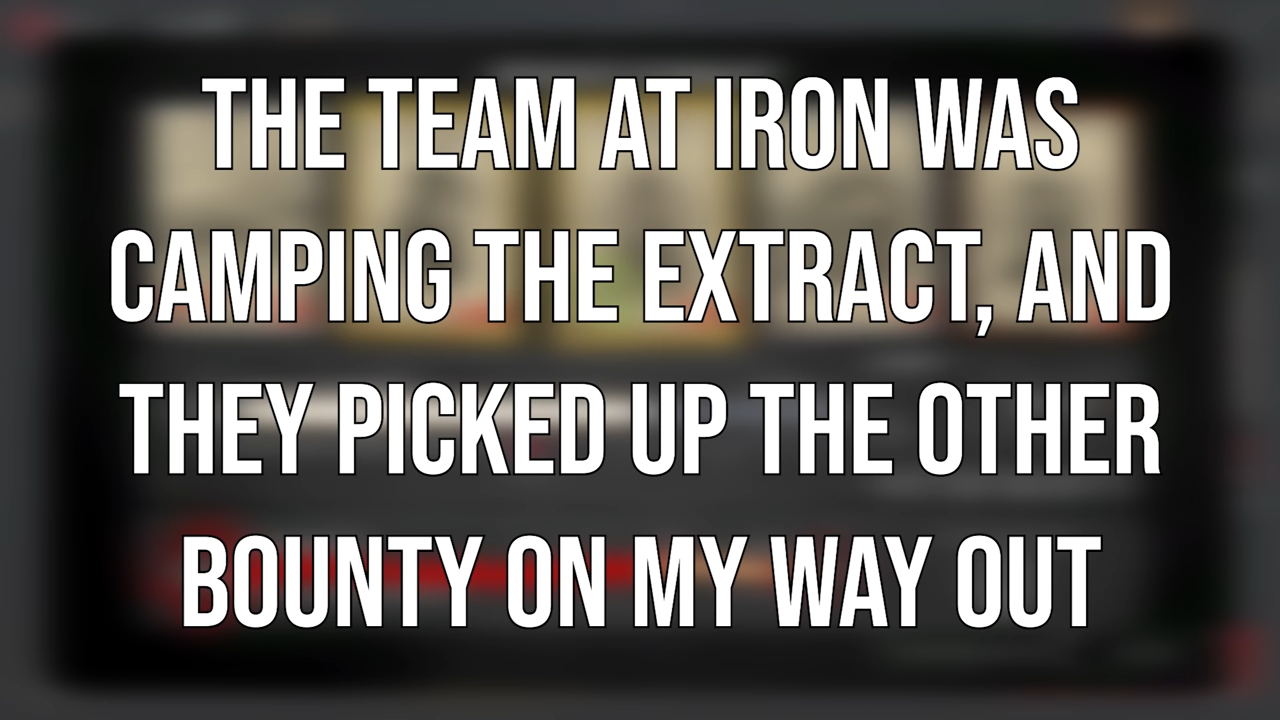 THE TEAM AT IRON WAS
CAMPING THE EXTRACT, AND
THEY PICKED UP THE OTHER
BOUNTY ON MY WAY OUT